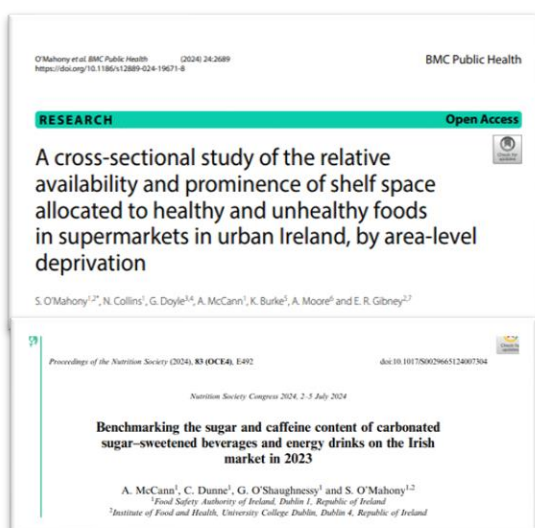 O'Mahony et al. BMC Public Health (2024) 24:2689
https://doi.org/10.1186/s12889-024-19671-8
BMC Public Health
RESEARCH Open Access
A cross-sectional study of the relative
availability and prominence of shelf space
allocated to healthy and unhealthy foods
in supermarkets in urban Ireland, by area-level
deprivation
Check for
updates
S. O'Mahony1,2*, N. Collins1, G. Doyle3,4, A. McCann1, K. Burke5, A. Moore6 and E. R. Gibney2,7
Proceedings of the Nutrition Society (2024), 83 (OCE4), E492 doi:10.1017/S0029665124007304
Nutrition Society Congress 2024, 2–5 July 2024
Benchmarking the sugar and caffeine content of carbonated
sugar–sweetened beverages and energy drinks on the Irish
market in 2023
A. McCann1, C. Dunne1, G. O'Shaughnessy1 and S. O'Mahony1,2
1Food Safety Authority of Ireland, Dublin 1, Republic of Ireland
2Institute of Food and Health, University College Dublin, Dublin 4, Republic of Ireland